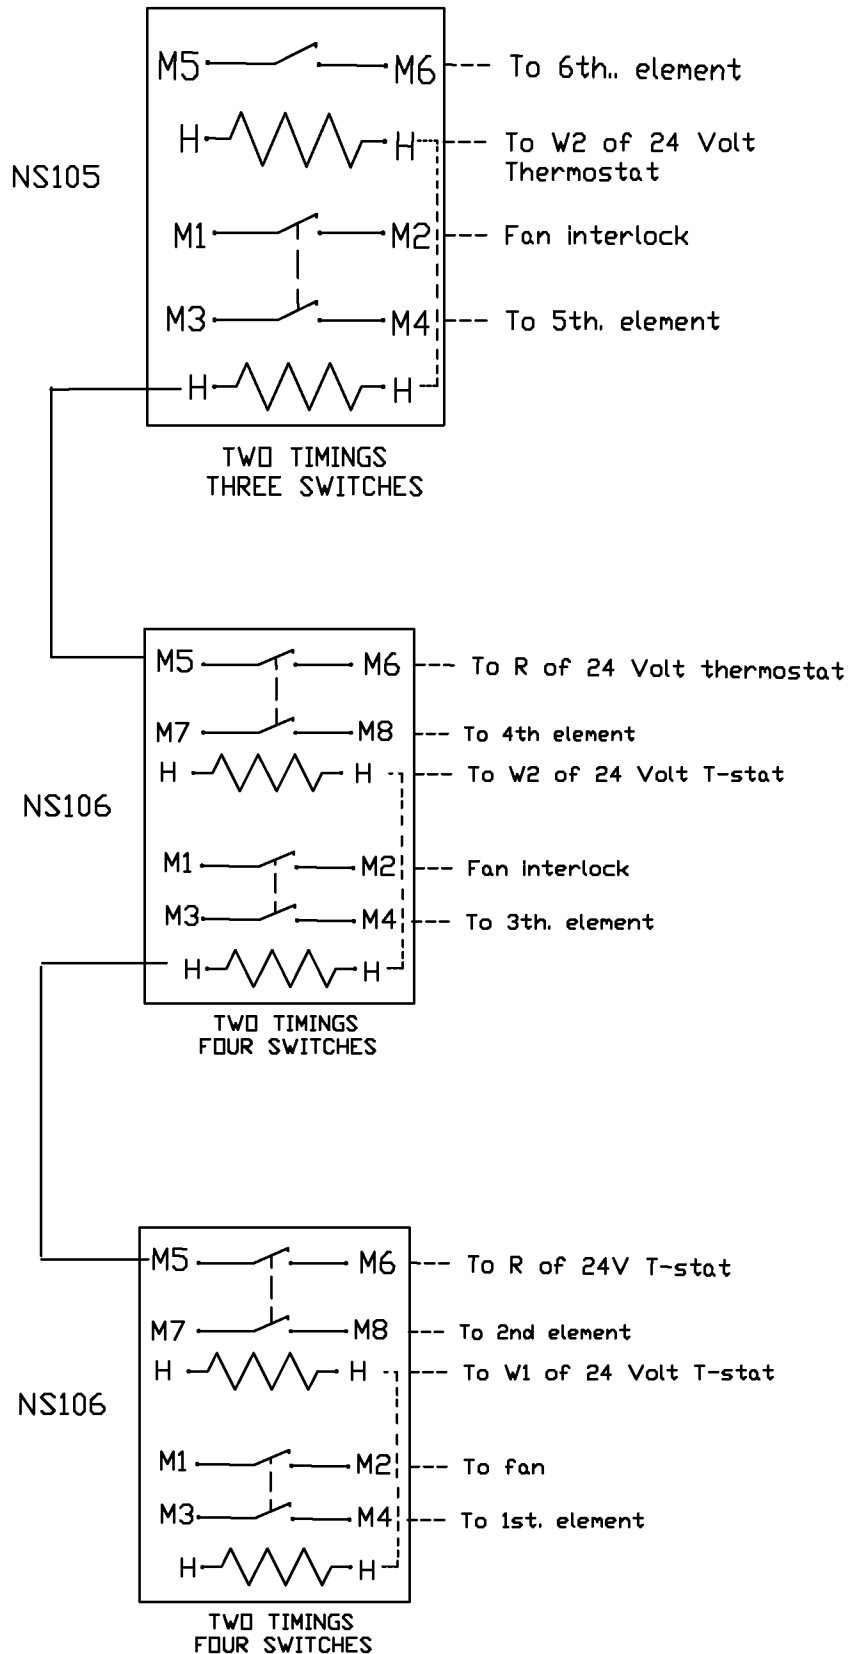 M5 M6 To 6th.. element
H H To W2 of 24 Volt
Thermostat
NS105
M1 M2 Fan interlock
M3 M4 To 5th. element
H H
TWO TIMINGS
THREE SWITCHES
M5 M6 To R of 24 Volt thermostat
M7 M8 To 4th element
H H To W2 of 24 Volt T-stat
NS106
M1 M2 Fan interlock
M3 M4 To 3th. element
H H
TWO TIMINGS
FOUR SWITCHES
M5 M6 To R of 24V T-stat
M7 M8 To 2nd element
H H To W1 of 24 Volt T-stat
NS106
M1 M2 To fan
M3 M4 To 1st. element
H H
TWO TIMINGS
FOUR SWITCHES